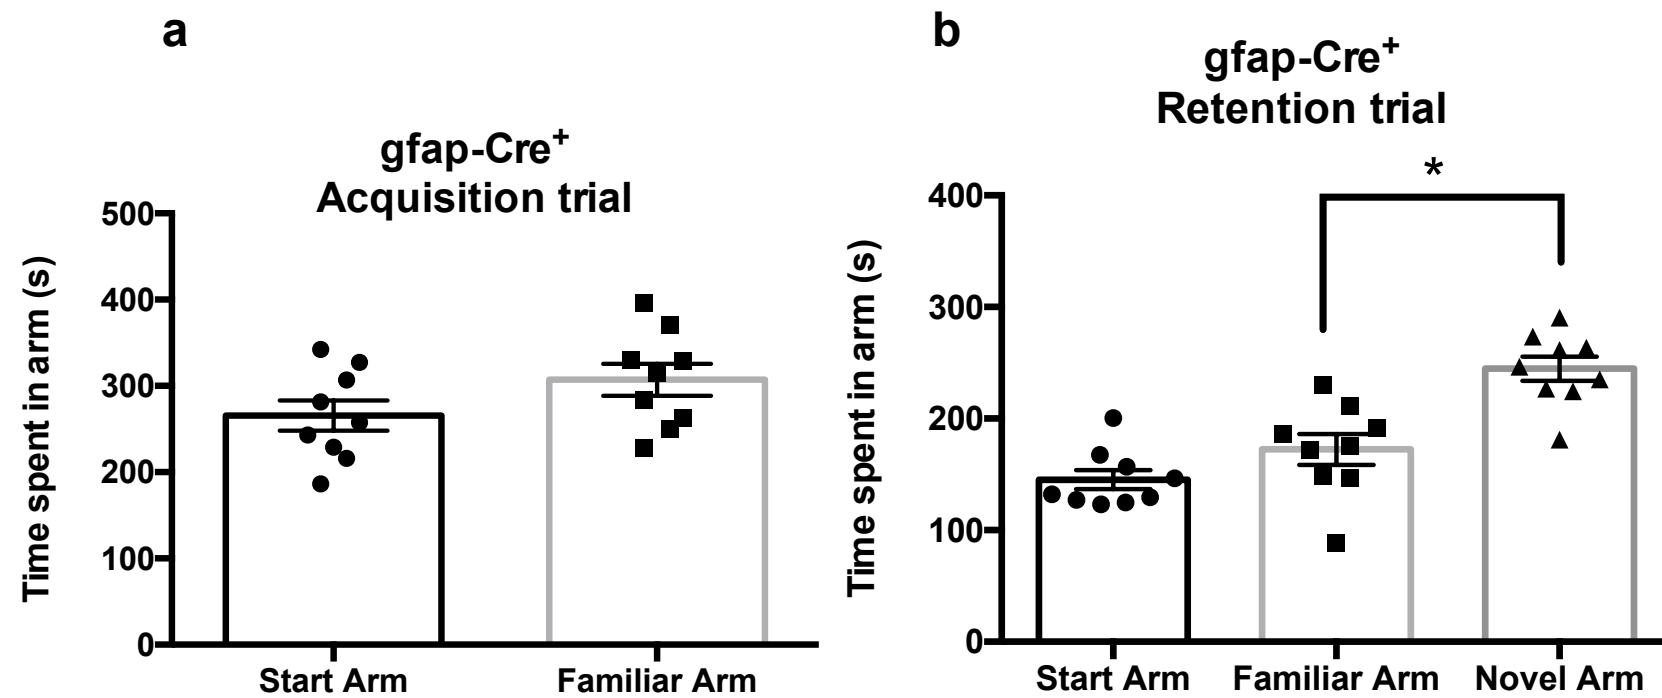 a
gfap-Cre+
Acquisition trial
Time spent in arm (s)
500
400
300
200
100
0
Start Arm
Familiar Arm
b
gfap-Cre+
Retention trial
*
Time spent in arm (s)
400
300
200
100
0
Start Arm
Familiar Arm
Novel Arm